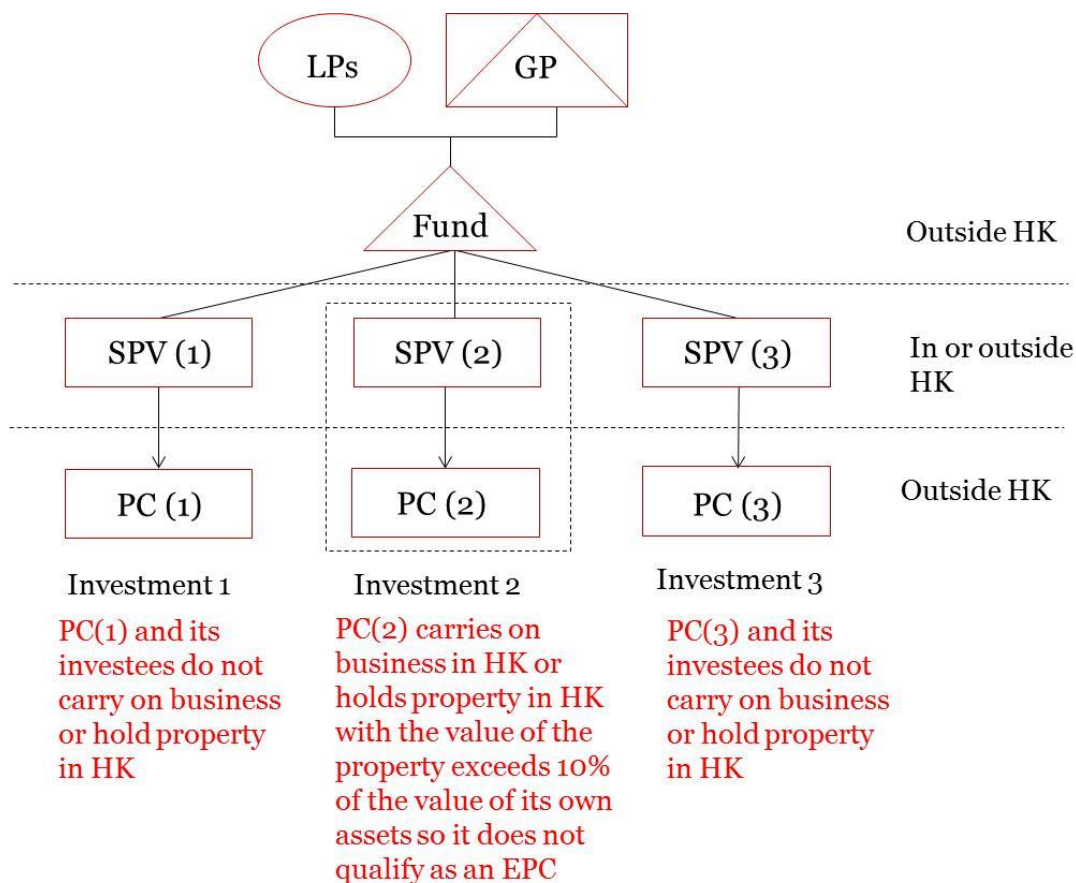 LPs
GP
Fund
Outside HK
SPV (1)
SPV (2)
SPV (3)
In or outside
HK
PC (1)
PC (2)
PC (3)
Outside HK
Investment 1
Investment 2
Investment 3
PC(1) and its
investees do not
carry on business
or hold property
in HK
PC(2) carries on
business in HK or
holds property in HK
with the value of the
property exceeds 10%
of the value of its own
assets so it does not
qualify as an EPC
PC(3) and its
investees do not
carry on business
or hold property
in HK